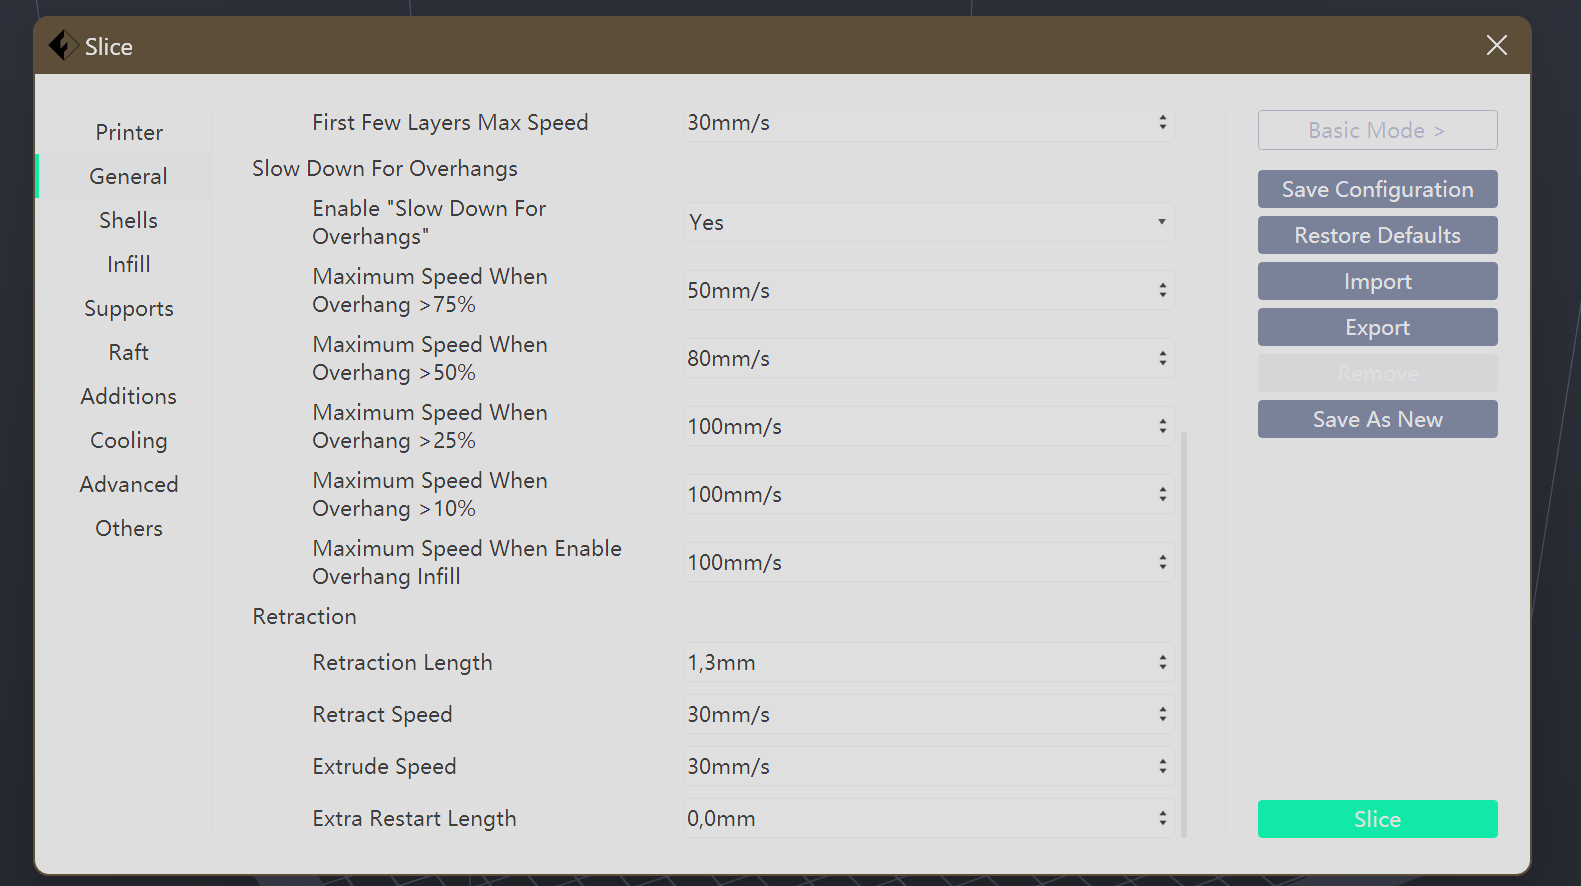 Slice
Printer
General
Shells
Infill
Supports
Raft
Additions
Cooling
Advanced
Others
First Few Layers Max Speed
30mm/s
Slow Down For Overhangs
Enable "Slow Down For
Overhangs"
Yes
Maximum Speed When
Overhang >75%
50mm/s
Maximum Speed When
Overhang >50%
80mm/s
Maximum Speed When
Overhang >25%
100mm/s
Maximum Speed When
Overhang >10%
100mm/s
Maximum Speed When Enable
Overhang Infill
100mm/s
Retraction
Retraction Length
1,3mm
Retract Speed
30mm/s
Extrude Speed
30mm/s
Extra Restart Length
0,0mm
Basic Mode >
Save Configuration
Restore Defaults
Import
Export
Remove
Save As New
Slice